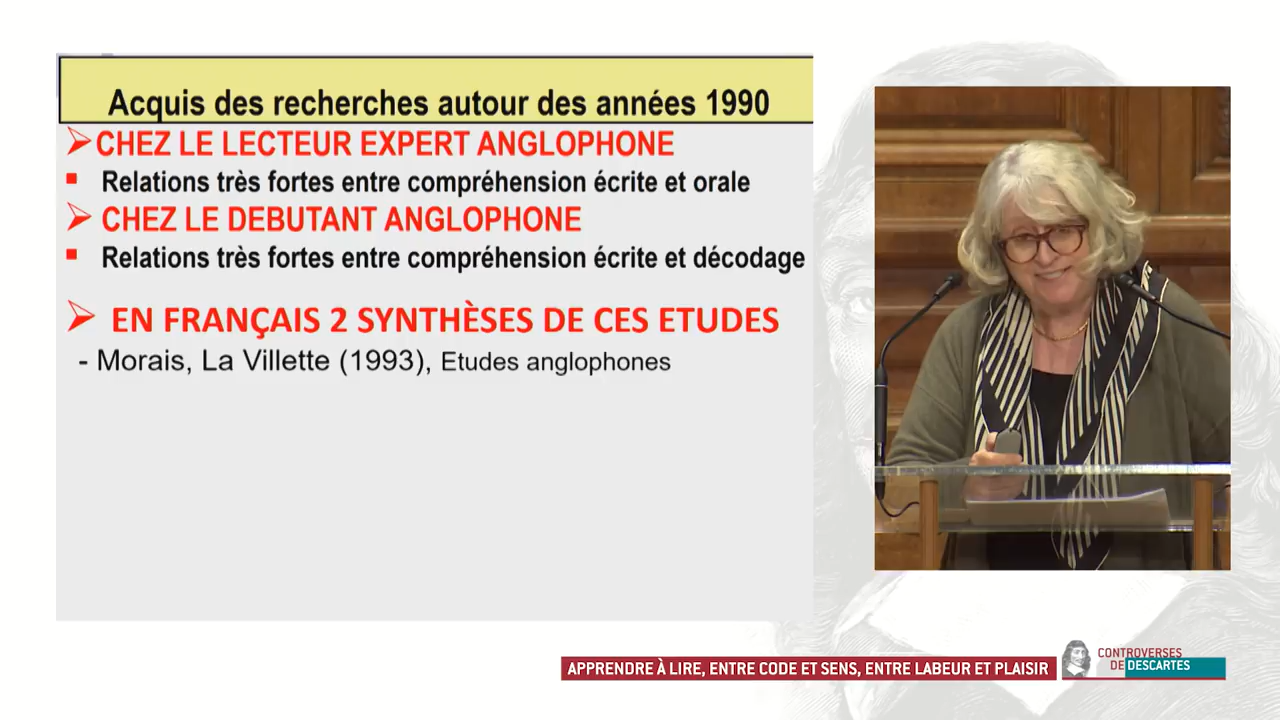 Acquis des recherches autour des années 1990
CHEZ LE LECTEUR EXPERT ANGLOPHONE
Relations très fortes entre compréhension écrite et orale
CHEZ LE DEBUTANT ANGLOPHONE
Relations très fortes entre compréhension écrite et décodage
EN FRANÇAIS 2 SYNTHÈSES DE CES ETUDES
- Morais, La Villette (1993), Etudes anglophones
APPRENDRE À LIRE, ENTRE CODE ET SENS, ENTRE LABEUR ET PLAISIR
CONTROVERSES
DE DESCARTES